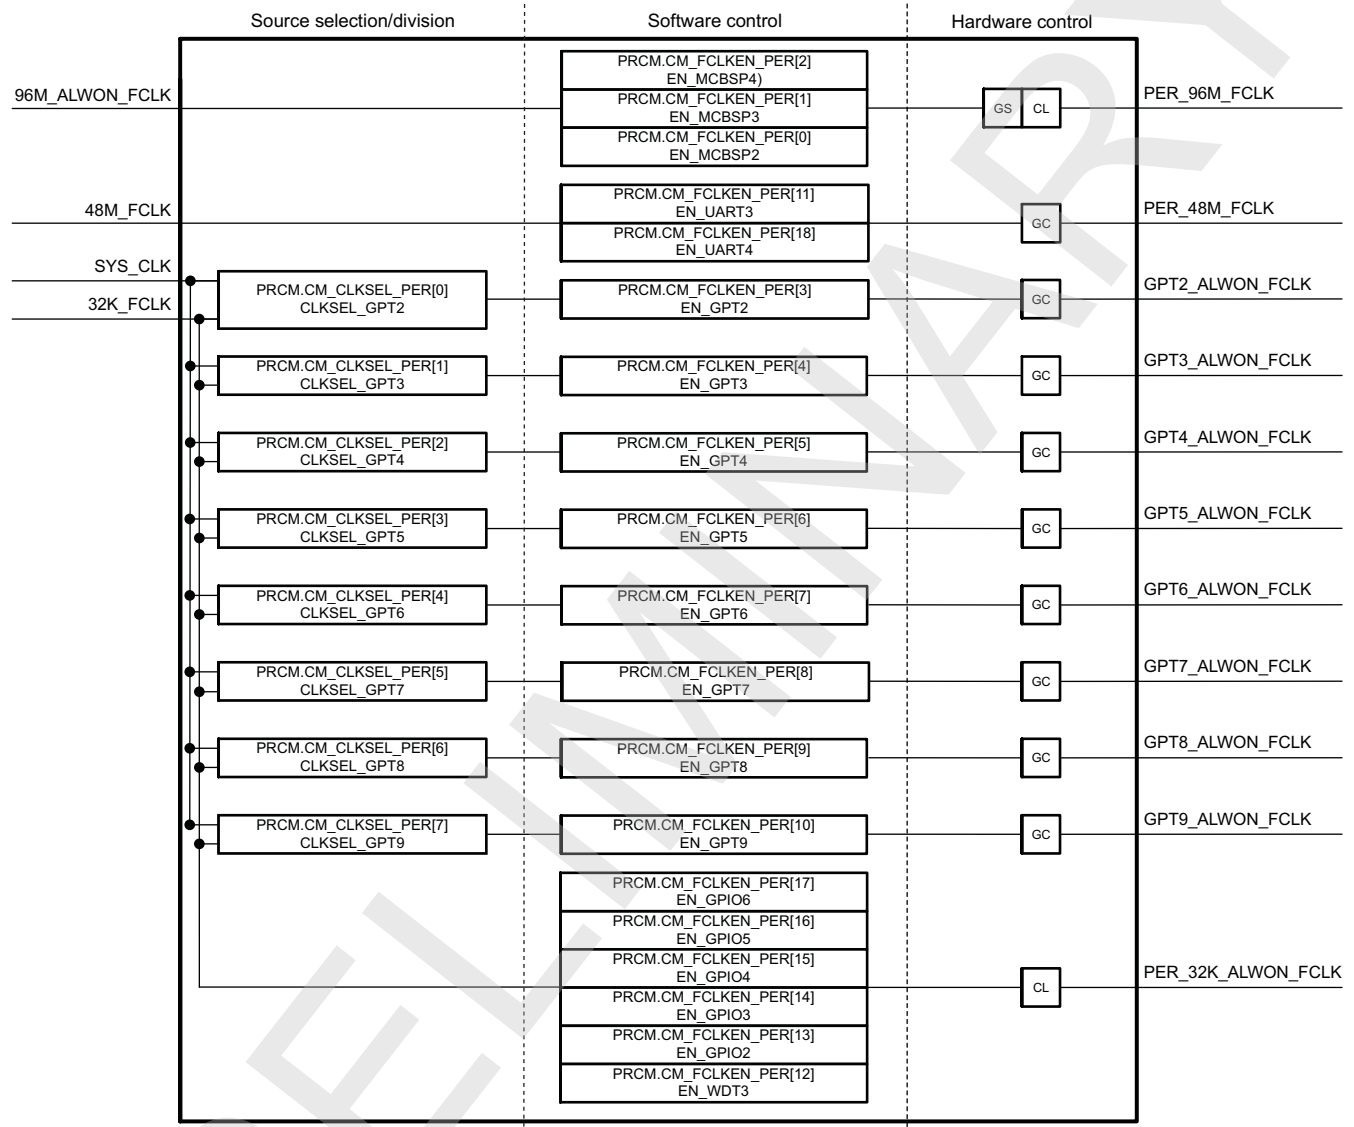 Source selection/division
Software control
Hardware control
PRCM.CM_FCLKEN_PER[2]
EN_MCBSP4)
96M_ALWON_FCLK
PRCM.CM_FCLKEN_PER[1]
EN_MCBSP3
GS CL
PER_96M_FCLK
PRCM.CM_FCLKEN_PER[0]
EN_MCBSP2
PRCM.CM_FCLKEN_PER[11]
EN_UART3
48M_FCLK
GC
PER_48M_FCLK
PRCM.CM_FCLKEN_PER[18]
EN_UART4
SYS_CLK
32K_FCLK
PRCM.CM_CLKSEL_PER[0]
CLKSEL_GPT2
PRCM.CM_FCLKEN_PER[3]
EN_GPT2
GC
GPT2_ALWON_FCLK
PRCM.CM_CLKSEL_PER[1]
CLKSEL_GPT3
PRCM.CM_FCLKEN_PER[4]
EN_GPT3
GC
GPT3_ALWON_FCLK
PRCM.CM_CLKSEL_PER[2]
CLKSEL_GPT4
PRCM.CM_FCLKEN_PER[5]
EN_GPT4
GC
GPT4_ALWON_FCLK
PRCM.CM_CLKSEL_PER[3]
CLKSEL_GPT5
PRCM.CM_FCLKEN_PER[6]
EN_GPT5
GC
GPT5_ALWON_FCLK
PRCM.CM_CLKSEL_PER[4]
CLKSEL_GPT6
PRCM.CM_FCLKEN_PER[7]
EN_GPT6
GC
GPT6_ALWON_FCLK
PRCM.CM_CLKSEL_PER[5]
CLKSEL_GPT7
PRCM.CM_FCLKEN_PER[8]
EN_GPT7
GC
GPT7_ALWON_FCLK
PRCM.CM_CLKSEL_PER[6]
CLKSEL_GPT8
PRCM.CM_FCLKEN_PER[9]
EN_GPT8
GC
GPT8_ALWON_FCLK
PRCM.CM_CLKSEL_PER[7]
CLKSEL_GPT9
PRCM.CM_FCLKEN_PER[10]
EN_GPT9
GC
GPT9_ALWON_FCLK
PRCM.CM_FCLKEN_PER[17]
EN_GPIO6
PRCM.CM_FCLKEN_PER[16]
EN_GPIO5
PRCM.CM_FCLKEN_PER[15]
EN_GPIO4
CL
PER_32K_ALWON_FCLK
PRCM.CM_FCLKEN_PER[14]
EN_GPIO3
PRCM.CM_FCLKEN_PER[13]
EN_GPIO2
PRCM.CM_FCLKEN_PER[12]
EN_WDT3
ELIMINARY